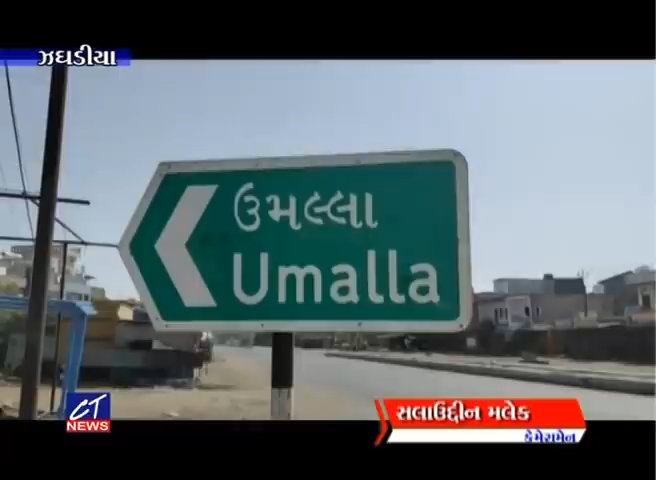 ઝઘડીયા
ઉમલ્લા
Umalla
CT
NEWS
સલાઉદ્દીન મલેક
કેમેરામેન